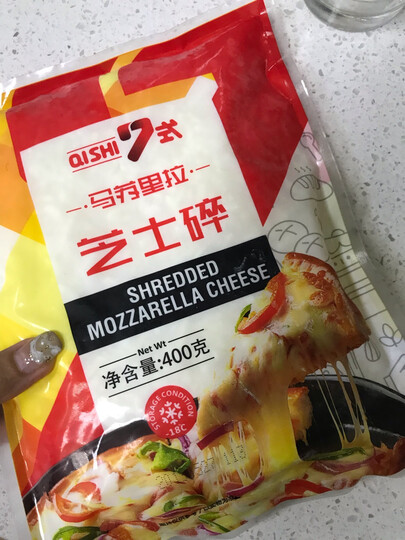 QISHI 7式
马苏里拉
芝士碎
SHREDDED
MOZZARELLA CHEESE
Net Wt
净含量:400克
STORAGE CONDITION
-18C